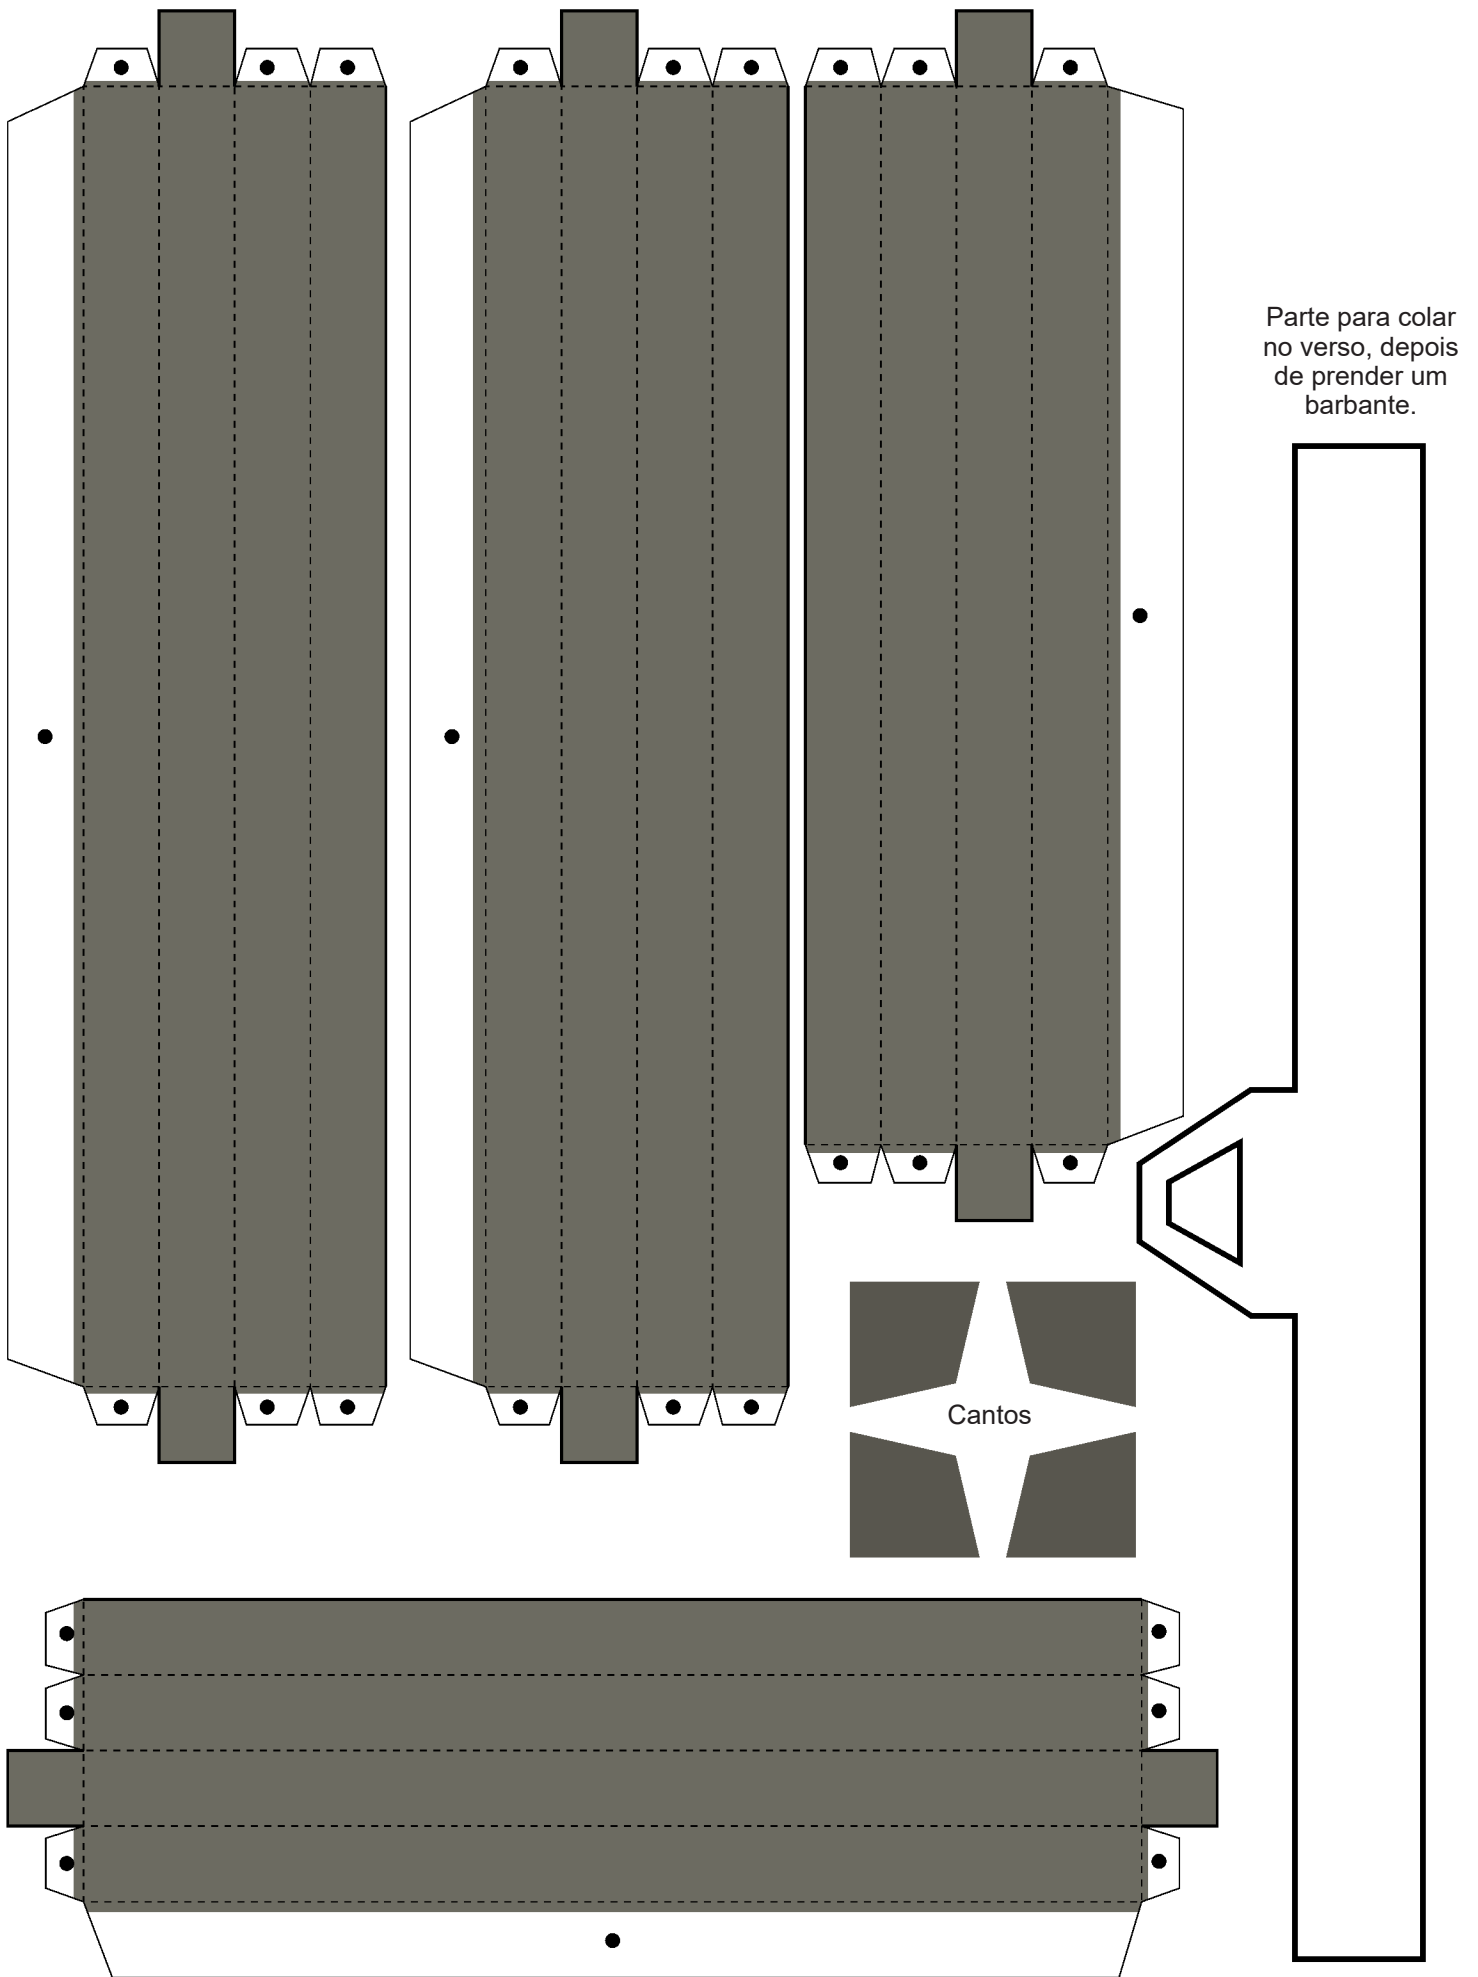 Parte para colar
no verso, depois
de prender um
barbante.
Cantos